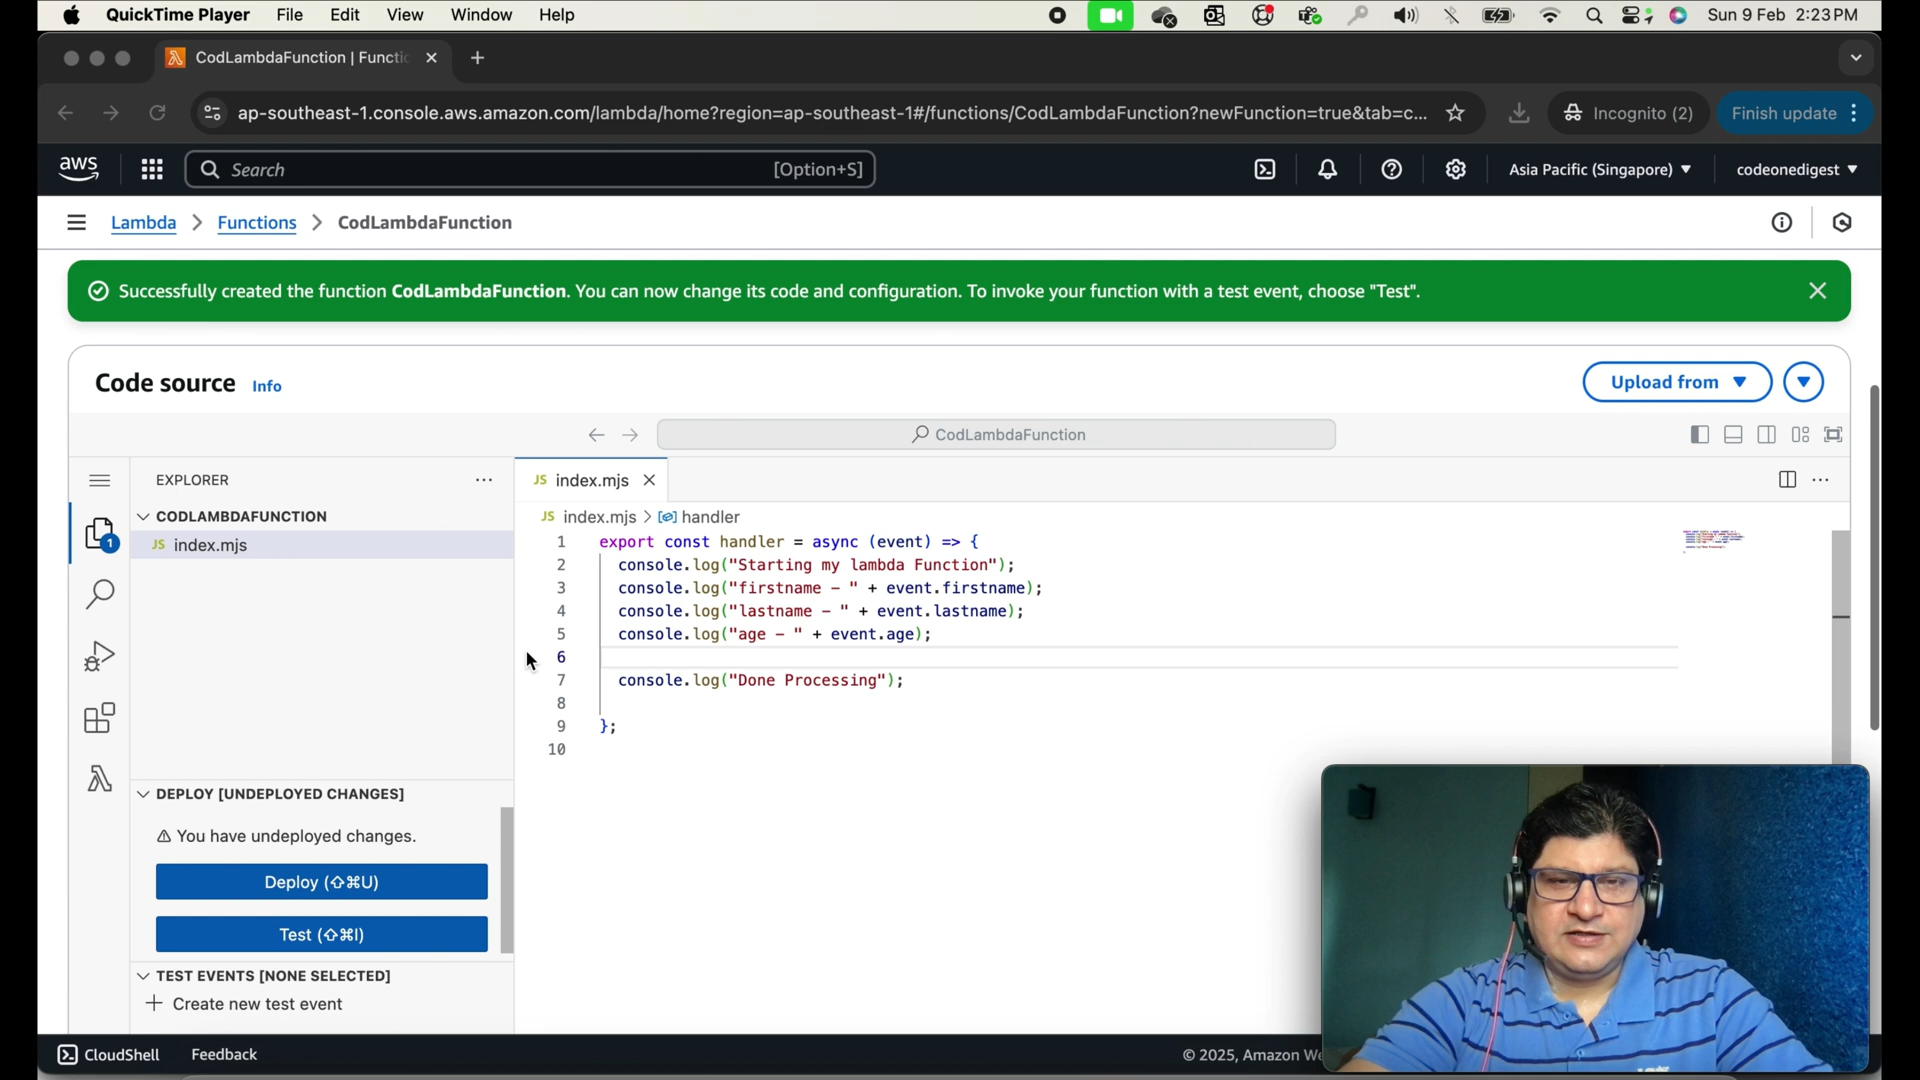 QuickTime Player File Edit View Window Help Sun 9 Feb 2:23 PM
CodLambdaFunction | Functi
ap-southeast-1.console.aws.amazon.com/lambda/home?region=ap-southeast-1#/functions/CodLambdaFunction?newFunction=true&tab=c... Incognito (2) Finish update
aws Search [Option+S] Asia Pacific (Singapore) codeonedigest
Lambda Functions CodLambdaFunction
Successfully created the function CodLambdaFunction. You can now change its code and configuration. To invoke your function with a test event, choose "Test".
Code source Info Upload from
CodLambdaFunction
EXPLORER
CODLAMBDAFUNCTION
JS index.mjs
1
DEPLOY [UNDEPLOYED CHANGES]
You have undeployed changes.
Deploy (⇧⌘U)
Test (⇧⌘I)
TEST EVENTS [NONE SELECTED]
Create new test event
JS index.mjs
JS index.mjs > handler
1 export const handler = async (event) => {
2 console.log("Starting my lambda Function");
3 console.log("firstname – " + event.firstname);
4 console.log("lastname – " + event.lastname);
5 console.log("age – " + event.age);
6
7 console.log("Done Processing");
8
9 };
10
CloudShell Feedback © 2025, Amazon We